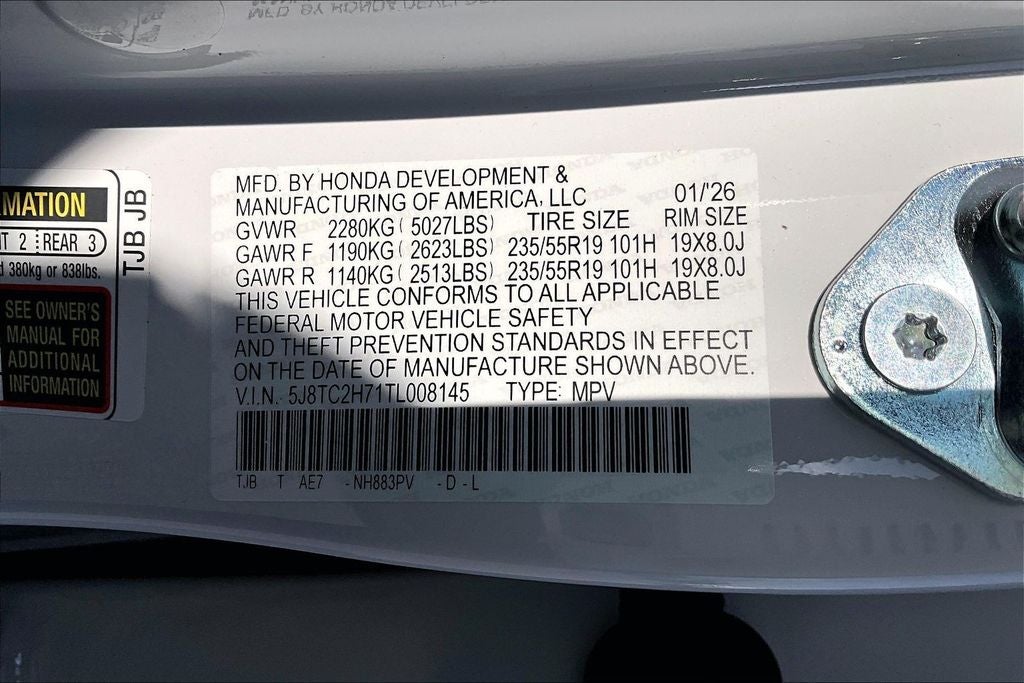 MFD. BY HONDA DEVELOPMENT &
MANUFACTURING OF AMERICA, LLC 01/'26
GVWR 2280KG ( 5027LBS) TIRE SIZE RIM SIZE
GAWR F 1190KG ( 2623LBS) 235/55R19 101H 19X8.0J
GAWR R 1140KG ( 2513LBS) 235/55R19 101H 19X8.0J
THIS VEHICLE CONFORMS TO ALL APPLICABLE
FEDERAL MOTOR VEHICLE SAFETY
AND THEFT PREVENTION STANDARDS IN EFFECT
ON THE DATE OF MANUFACTURE SHOWN ABOVE.
V.I.N. 5J8TC2H71TL008145 TYPE: MPV
TJB T AE7 -NH883PV -D-L
2 REAR 3
380kg or 838lbs.
SEE OWNER'S
MANUAL FOR
ADDITIONAL
INFORMATION
TJB JB